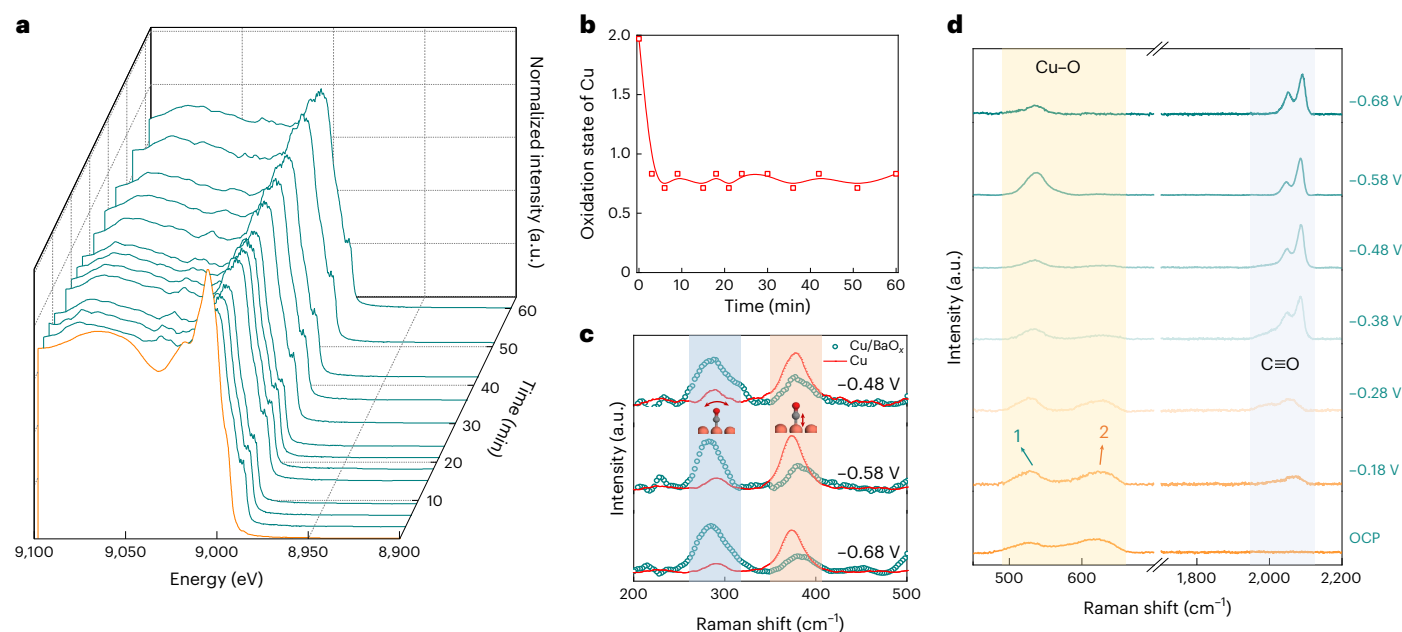 a
Normalized intensity (a.u.)
60
50
40
30
20
10
Time (min)
9,100
9,050
9,000
8,950
8,900
Energy (eV)
b
2.0
1.5
1.0
0.5
0
Oxidation state of Cu
0
10
20
30
40
50
60
Time (min)
c
Cu/BaOₓ
Cu
−0.48 V
−0.58 V
−0.68 V
Intensity (a.u.)
200
300
400
500
Raman shift (cm⁻¹)
d
Cu–O
−0.68 V
−0.58 V
−0.48 V
−0.38 V
C≡O
−0.28 V
1
2
−0.18 V
OCP
Intensity (a.u.)
500
600
1,800
2,000
2,200
Raman shift (cm⁻¹)